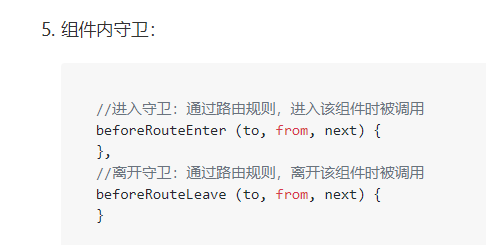 5. 组件内守卫：
//进入守卫：通过路由规则，进入该组件时被调用
beforeRouteEnter (to, from, next) {
},
//离开守卫：通过路由规则，离开该组件时被调用
beforeRouteLeave (to, from, next) {
}